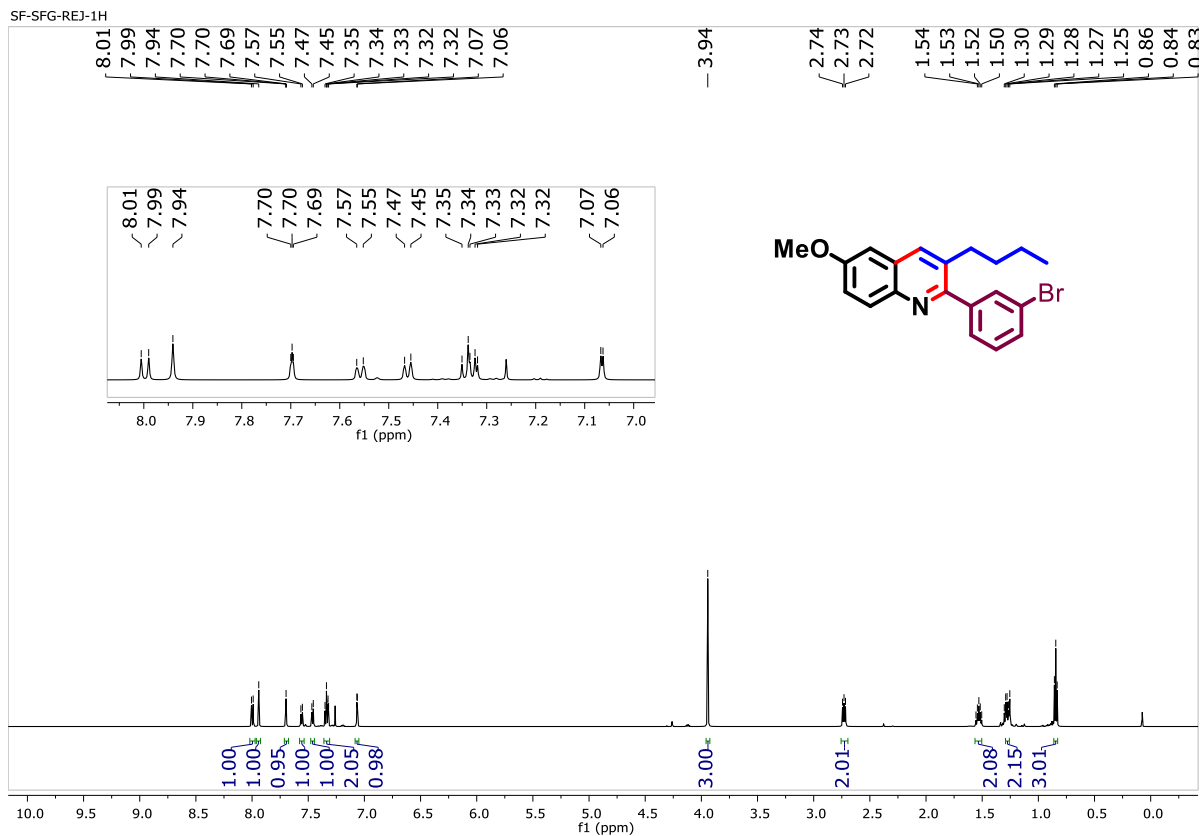 SF-SFG-REJ-1H
8.01 7.99 7.94 7.70 7.70 7.69 7.57 7.55 7.47 7.45 7.35 7.34 7.33 7.32 7.32 7.07 7.06 3.94 2.74 2.73 2.72 1.54 1.53 1.52 1.50 1.30 1.29 1.28 1.27 1.25 0.86 0.84 0.83
8.01 7.99 7.94 7.70 7.70 7.69 7.57 7.55 7.47 7.45 7.35 7.34 7.33 7.32 7.32 7.07 7.06
8.0 7.9 7.8 7.7 7.6 7.5 7.4 7.3 7.2 7.1 7.0
f1 (ppm)
MeO
N
Br
1.00 1.00 0.95 1.00 1.00 2.05 0.98 3.00 2.01 2.08 2.15 3.01
10.0 9.5 9.0 8.5 8.0 7.5 7.0 6.5 6.0 5.5 5.0 4.5 4.0 3.5 3.0 2.5 2.0 1.5 1.0 0.5 0.0
f1 (ppm)